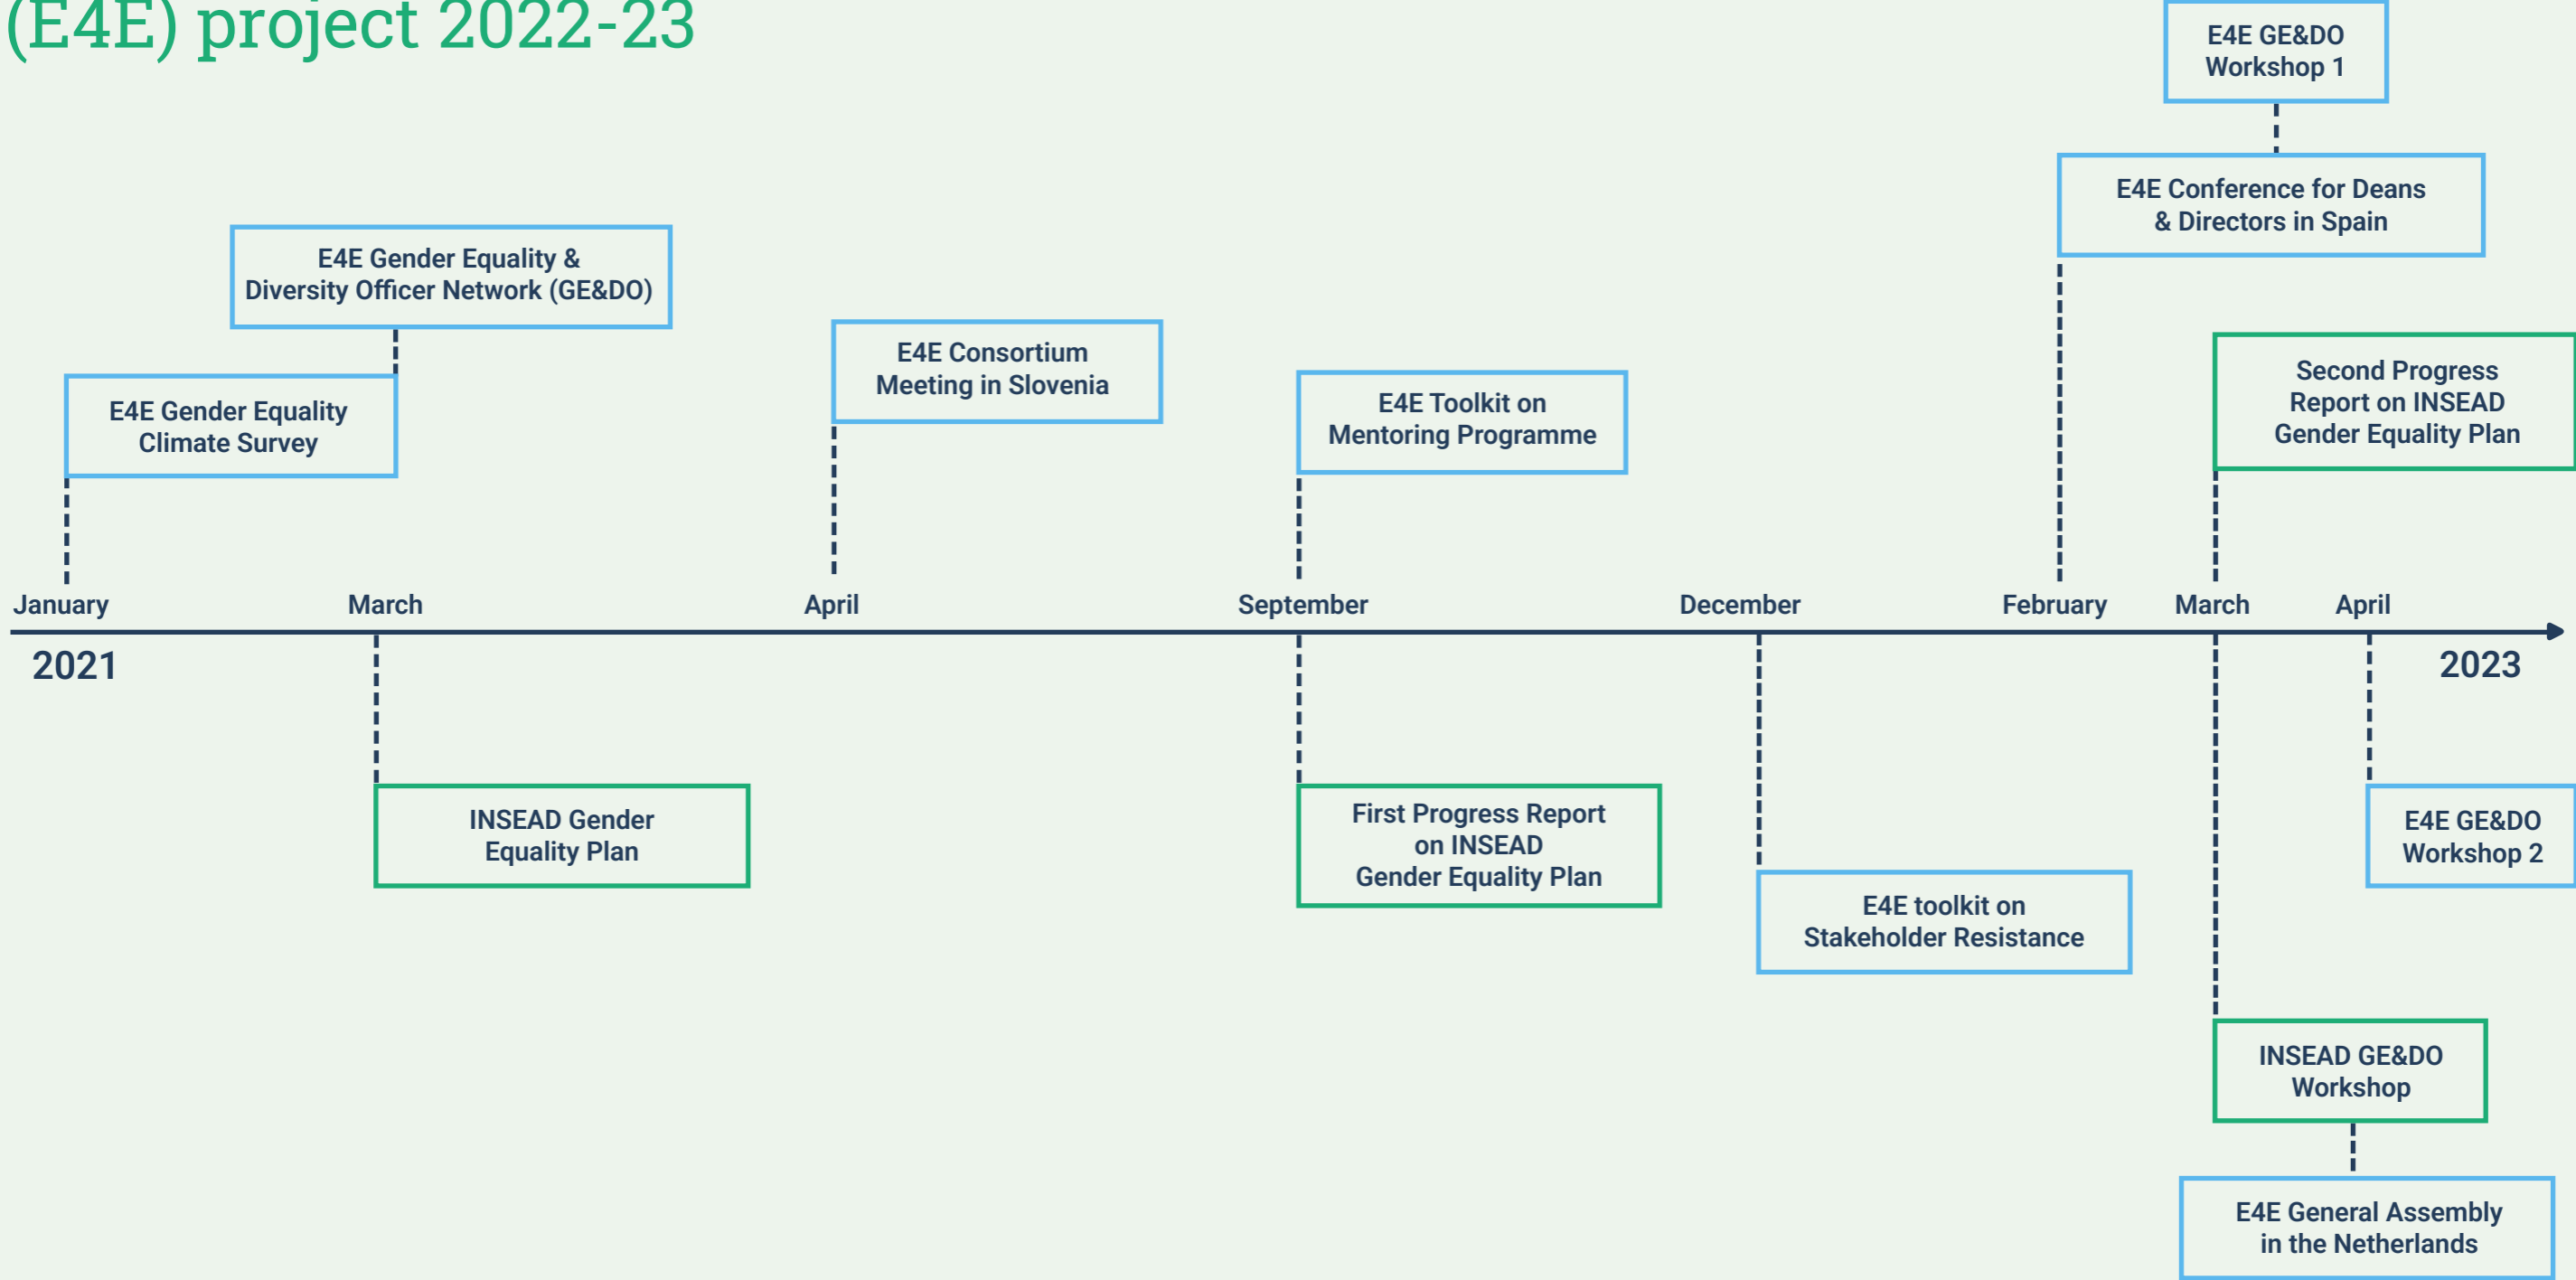 (E4E) project 2022-23
E4E GE&DO
Workshop 1
E4E Conference for Deans
& Directors in Spain
E4E Gender Equality &
Diversity Officer Network (GE&DO)
E4E Gender Equality
Climate Survey
E4E Consortium
Meeting in Slovenia
E4E Toolkit on
Mentoring Programme
Second Progress
Report on INSEAD
Gender Equality Plan
January
March
April
September
December
February
March
April
2021
2023
INSEAD Gender
Equality Plan
First Progress Report
on INSEAD
Gender Equality Plan
E4E toolkit on
Stakeholder Resistance
E4E GE&DO
Workshop 2
INSEAD GE&DO
Workshop
E4E General Assembly
in the Netherlands